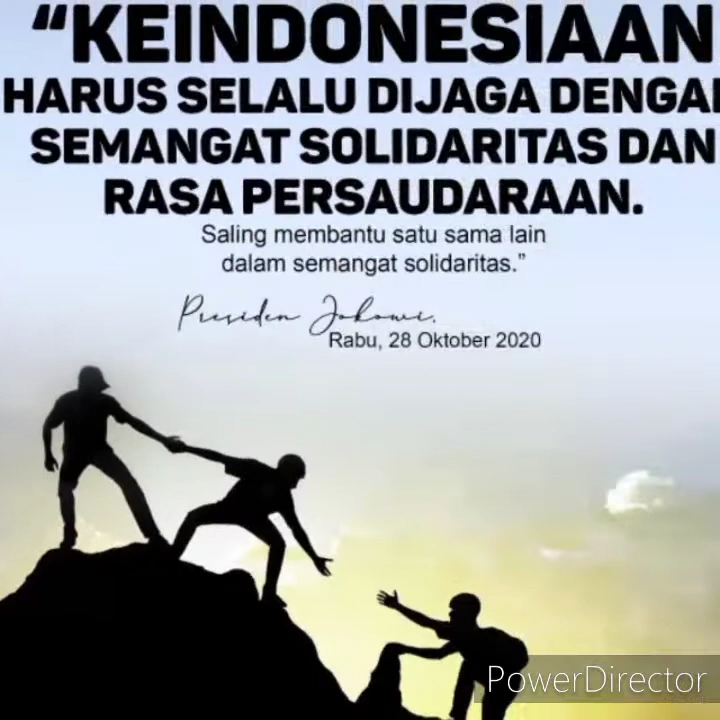 “KEINDONESIAAN
HARUS SELALU DIJAGA DENGAN
SEMANGAT SOLIDARITAS DAN
RASA PERSAUDARAAN.
Saling membantu satu sama lain
dalam semangat solidaritas.”
Presiden Jokowi.
Rabu, 28 Oktober 2020
PowerDirector